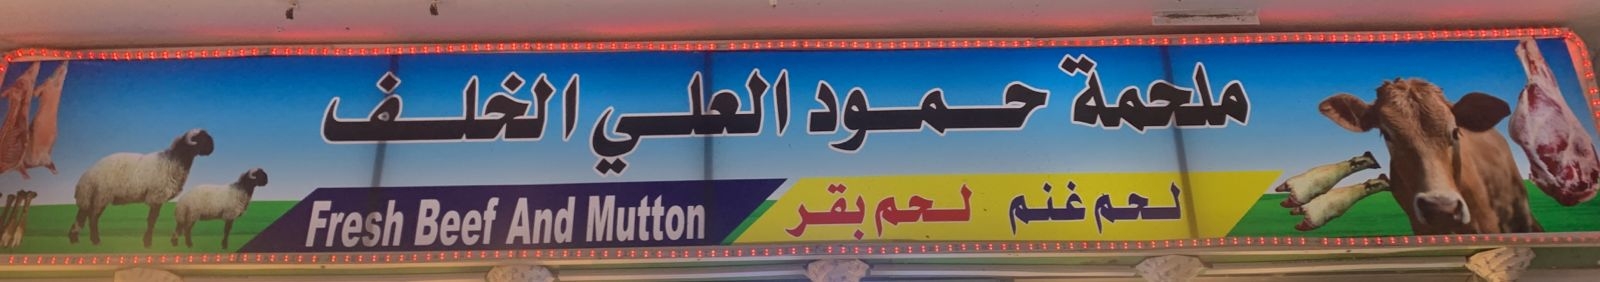 ملحمة حمود العلي الخلف
لحم غنم لحم بقر
Fresh Beef And Mutton